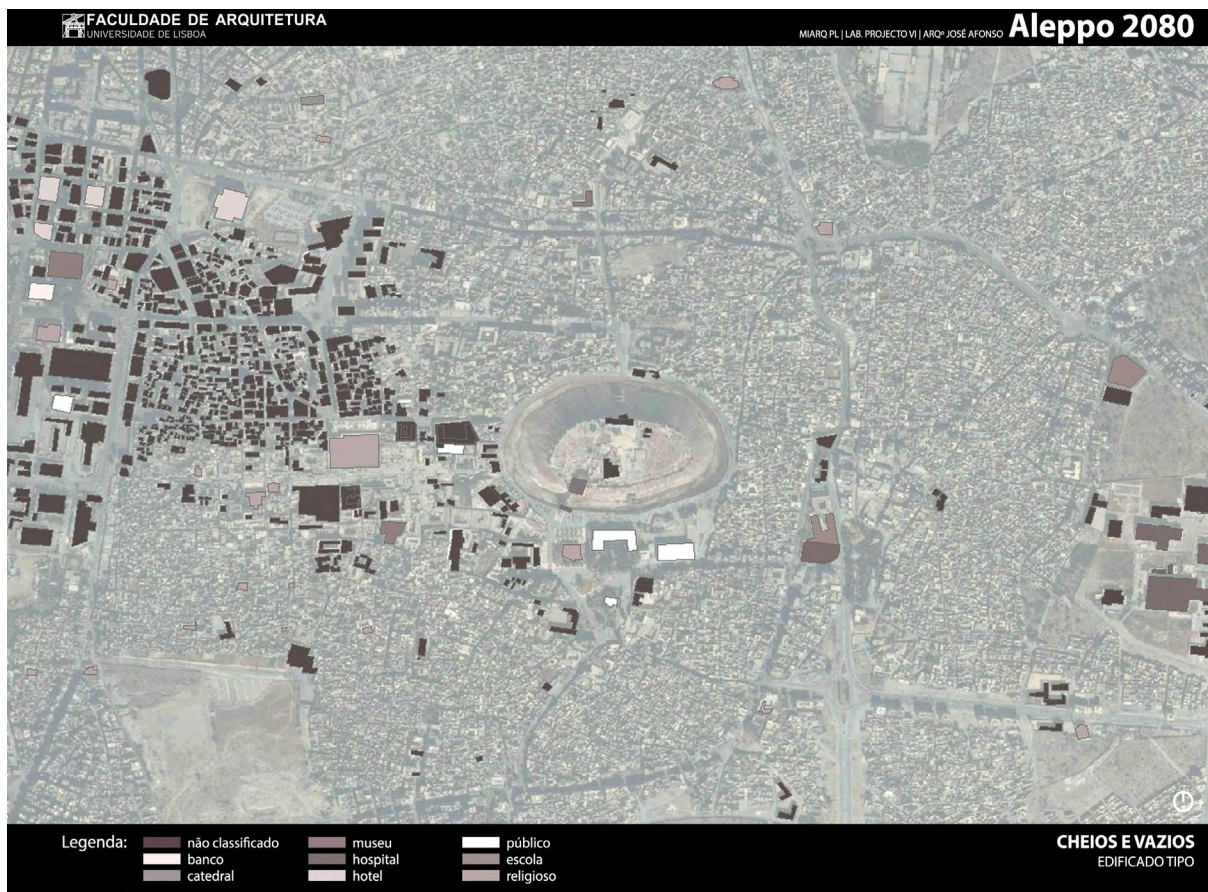 FACULDADE DE ARQUITETURA
UNIVERSIDADE DE LISBOA
MIARQ PL | LAB. PROJECTO VI | ARQº JOSÉ AFONSO Aleppo 2080
Legenda:
não classificado
banco
catedral
museu
hospital
hotel
público
escola
religioso
CHEIOS E VAZIOS
EDIFICADO TIPO